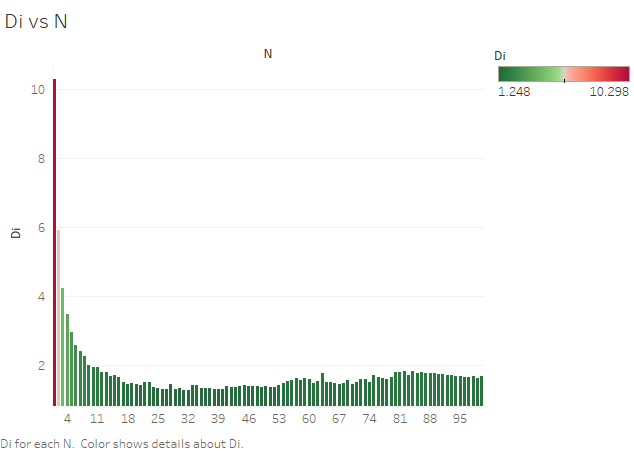 Di vs N
N
Di
1.248 10.298
10
8
6
4
2
Di
4 11 18 25 32 39 46 53 60 67 74 81 88 95
Di for each N. Color shows details about Di.